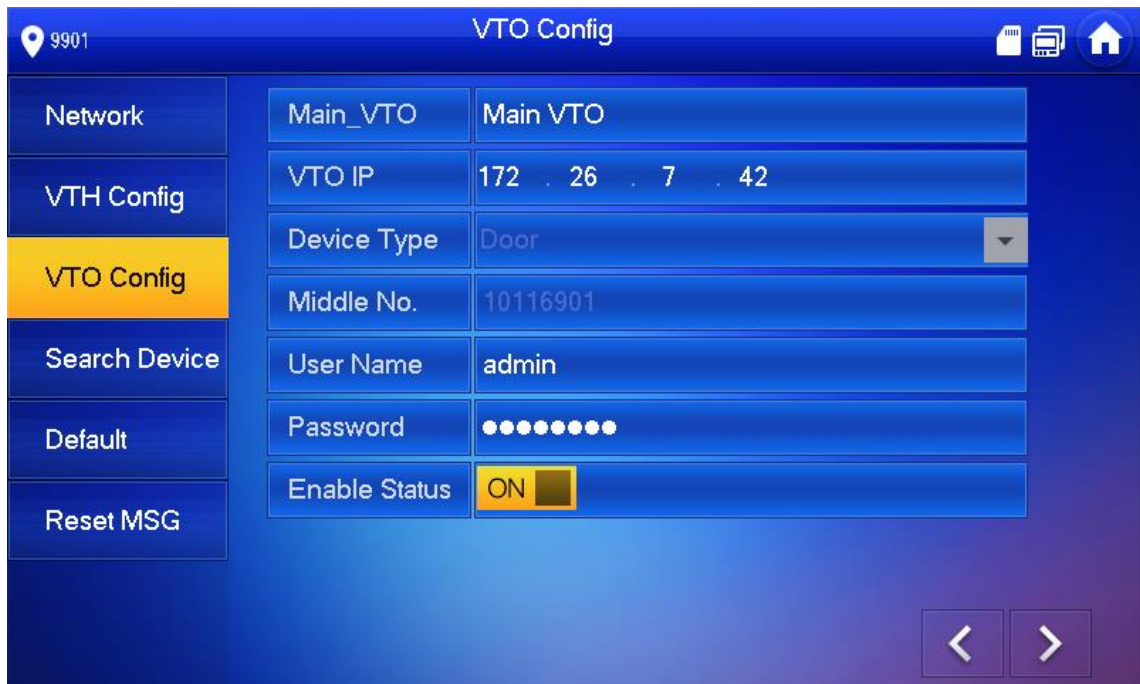 9901
VTO Config
Network
VTH Config
VTO Config
Search Device
Default
Reset MSG
Main_VTO Main VTO
VTO IP 172 . 26 . 7 . 42
Device Type Door
Middle No. 10116901
User Name admin
Password ●●●●●●●●
Enable Status ON